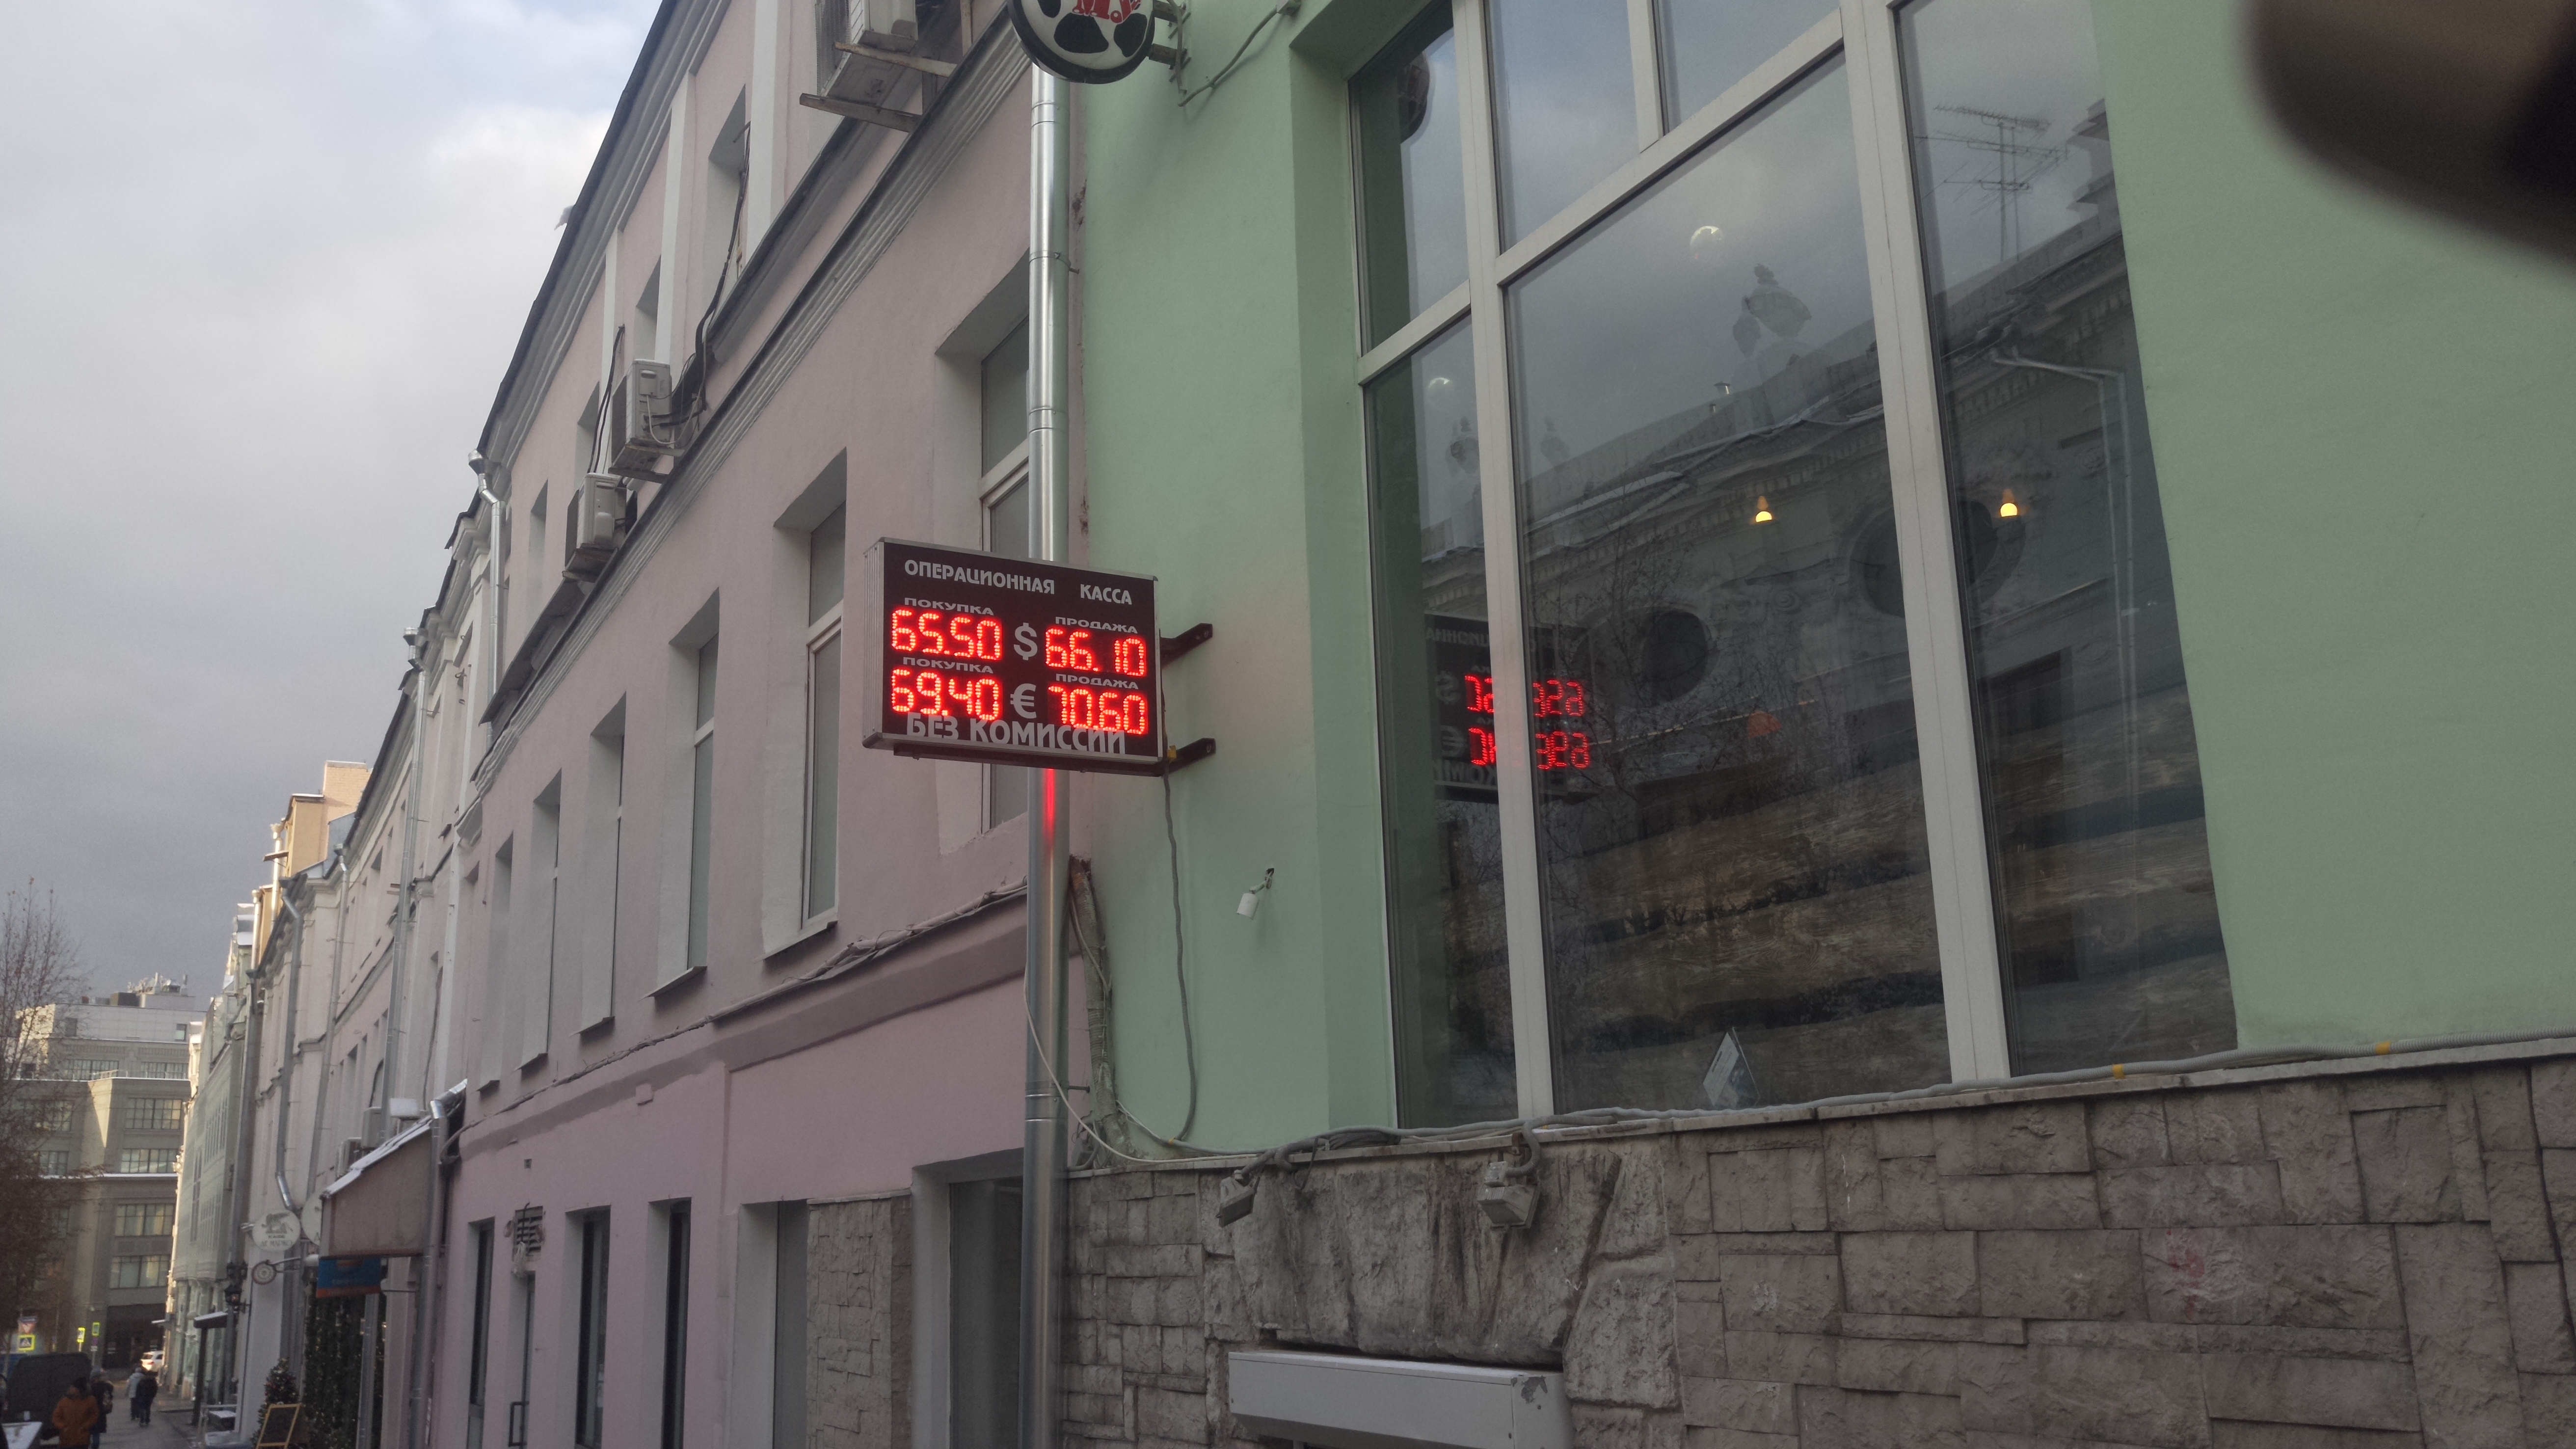 ОПЕРАЦИОННАЯ КАССА
ПОКУПКА ПРОДАЖА
65.50 $ 66.10
ПОКУПКА ПРОДАЖА
69.40 € 70.60
БЕЗ КОМИССИИ